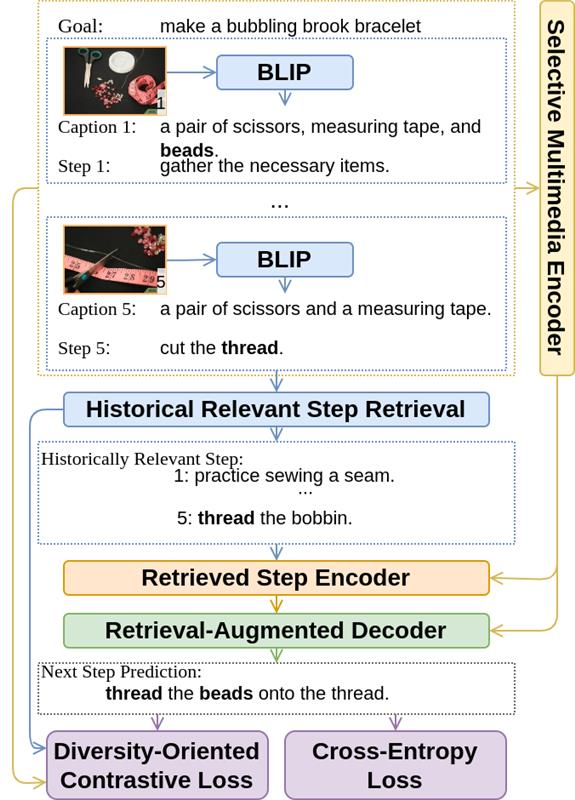 Goal: make a bubbling brook bracelet
BLIP
1
Caption 1: a pair of scissors, measuring tape, and
beads.
Step 1: gather the necessary items.
...
BLIP
25 27 28 29
5
Caption 5: a pair of scissors and a measuring tape.
Step 5: cut the thread.
Selective Multimedia Encoder
Historical Relevant Step Retrieval
Historically Relevant Step:
1: practice sewing a seam.
...
5: thread the bobbin.
Retrieved Step Encoder
Retrieval-Augmented Decoder
Next Step Prediction:
thread the beads onto the thread.
Diversity-Oriented
Contrastive Loss
Cross-Entropy
Loss